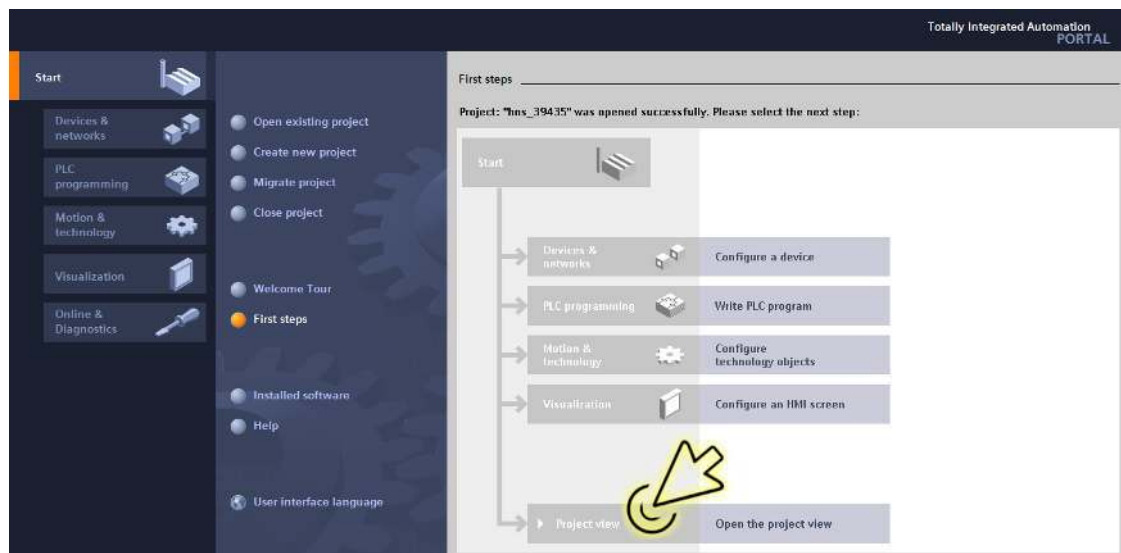 Totally Integrated Automation
PORTAL
Start
Devices &
networks
PLC
programming
Motion &
technology
Visualization
Online &
Diagnostics
Open existing project
Create new project
Migrate project
Close project
Welcome Tour
First steps
Installed software
Help
User interface language
First steps
Project: "hns_39435" was opened successfully. Please select the next step:
Start
Devices &
networks
Configure a device
PLC programming
Write PLC program
Motion &
technology
Configure
technology objects
Visualization
Configure an HMI screen
Project view
Open the project view